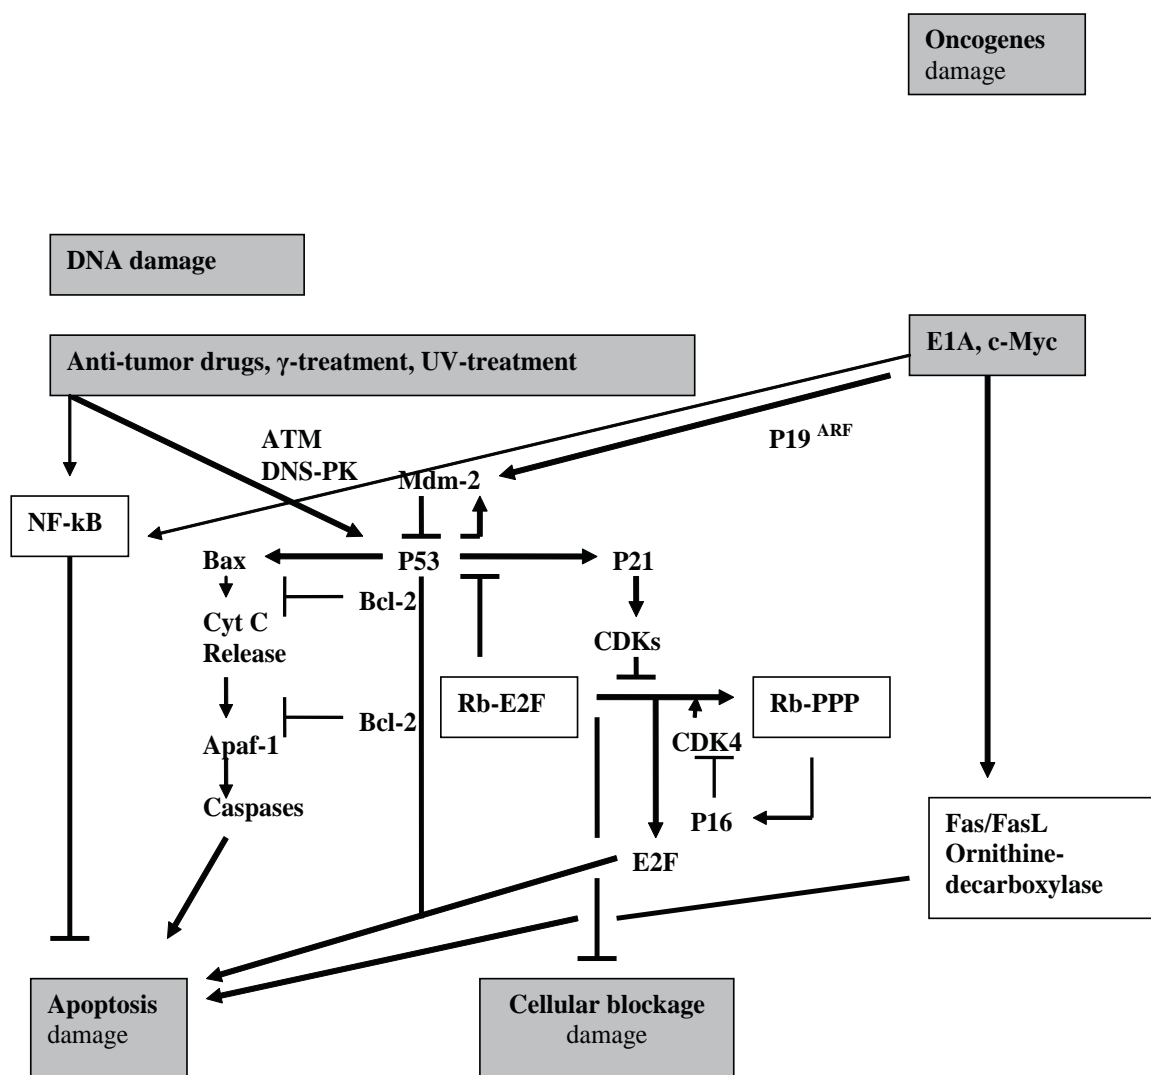 Oncogenes
damage
DNA damage
Anti-tumor drugs, γ-treatment, UV-treatment
E1A, c-Myc
ATM
DNS-PK
P19 ARF
Mdm-2
NF-kB
Bax
P53
P21
Bcl-2
Cyt C
Release
CDKs
Rb-E2F
Rb-PPP
Bcl-2
CDK4
Apaf-1
Caspases
P16
E2F
Fas/FasL
Ornithine-
decarboxylase
Apoptosis
damage
Cellular blockage
damage